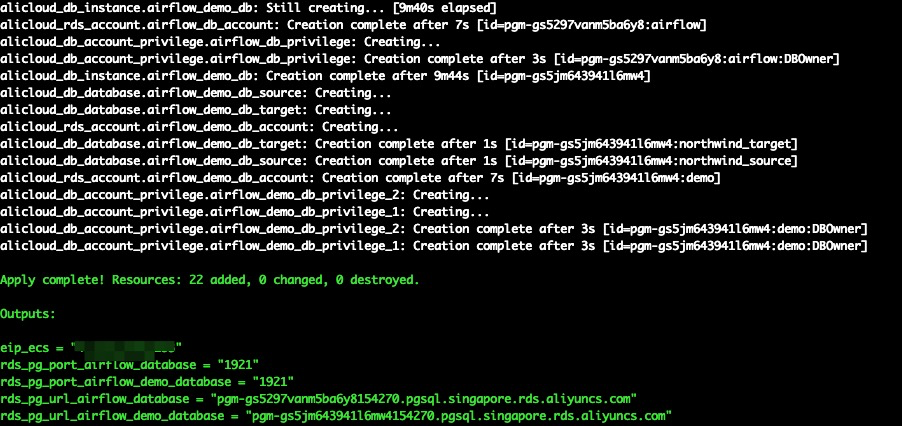 alicloud_db_instance.airflow_demo_db: Still creating... [9m40s elapsed]
alicloud_rds_account.airflow_rds_db_account: Creation complete after 7s [id=pgm-gs5297vanm5ba6y8:airflow]
alicloud_db_account_privilege.airflow_db_privilege: Creating...
alicloud_db_account_privilege.airflow_db_privilege: Creation complete after 3s [id=pgm-gs5297vanm5ba6y8:airflow:DBOwner]
alicloud_db_instance.airflow_demo_db: Creation complete after 9m44s [id=pgm-gs5jm643941l6mw4]
alicloud_db_database.airflow_demo_db_source: Creating...
alicloud_db_database.airflow_demo_db_target: Creating...
alicloud_rds_account.airflow_demo_db_account: Creating...
alicloud_db_database.airflow_demo_db_target: Creation complete after 1s [id=pgm-gs5jm643941l6mw4:northwind_target]
alicloud_db_database.airflow_demo_db_source: Creation complete after 1s [id=pgm-gs5jm643941l6mw4:northwind_source]
alicloud_rds_account.airflow_demo_db_account: Creation complete after 7s [id=pgm-gs5jm643941l6mw4:demo]
alicloud_db_account_privilege.airflow_demo_db_privilege_2: Creating...
alicloud_db_account_privilege.airflow_demo_db_privilege_1: Creating...
alicloud_db_account_privilege.airflow_demo_db_privilege_2: Creation complete after 3s [id=pgm-gs5jm643941l6mw4:demo:DBOwner]
alicloud_db_account_privilege.airflow_demo_db_privilege_1: Creation complete after 3s [id=pgm-gs5jm643941l6mw4:demo:DBOwner]
Apply complete! Resources: 22 added, 0 changed, 0 destroyed.
Outputs:
eip_ecs = "
rds_pg_port_airflow_database = "1921"
rds_pg_port_airflow_demo_database = "1921"
rds_pg_url_airflow_database = "pgm-gs5297vanm5ba6y8154270.pgsql.singapore.rds.aliyuncs.com"
rds_pg_url_airflow_demo_database = "pgm-gs5jm643941l6mw4154270.pgsql.singapore.rds.aliyuncs.com"